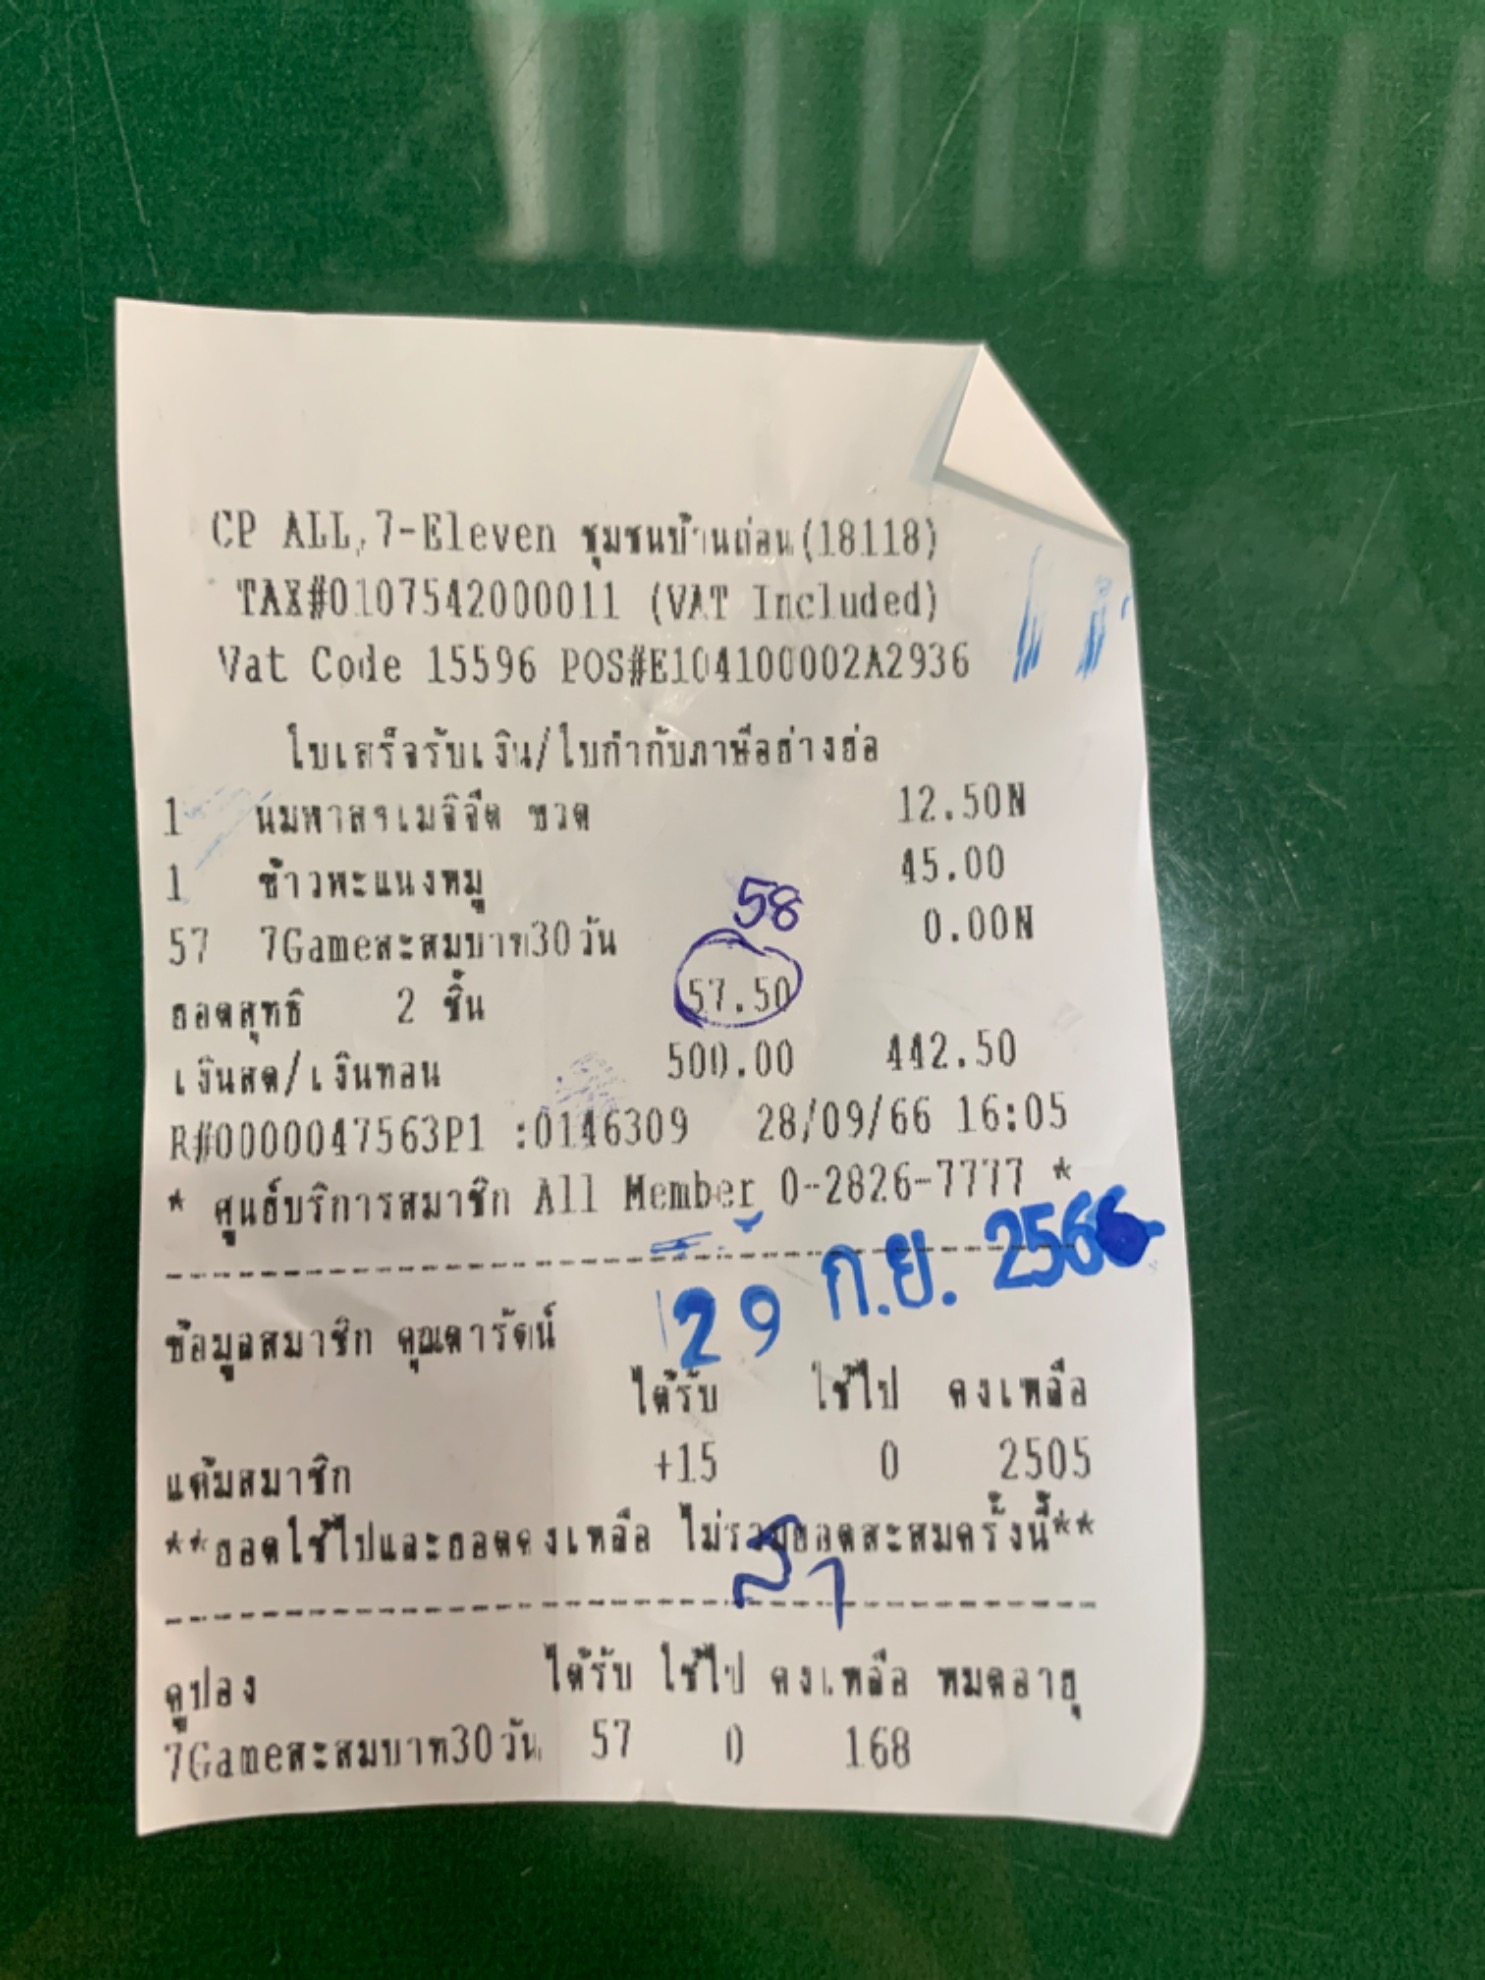 CP ALL,7-Eleven ชุมชนบ้านถ่อน(18118)
TAX#0107542000011 (VAT Included)
Vat Code 15596 POS#E104100002A2936
ใบเสร็จรับเงิน/ใบกำกับภาษีอย่างย่อ
1 นมพาสฯเมจิจืด ขวด 12.50N
1 ข้าวพะแนงหมู 45.00
58
57 7Gameสะสมบาท30วัน 0.00N
ยอดสุทธิ 2 ชิ้น 57.50
เงินสด/เงินทอน 500.00 442.50
R#0000047563P1 :0146309 28/09/66 16:05
* ศูนย์บริการสมาชิก All Member 0-2826-7777 *
29 ก.ย. 2566
ข้อมูลสมาชิก คุณดารัตน์
ได้รับ ใช้ไป คงเหลือ
แต้มสมาชิก +15 0 2505
**ยอดใช้ไปและยอดคงเหลือ ไม่รวมยอดสะสมครั้งนี้**
คูปอง ได้รับ ใช้ไป คงเหลือ หมดอายุ
7Gameสะสมบาท30วัน 57 0 168